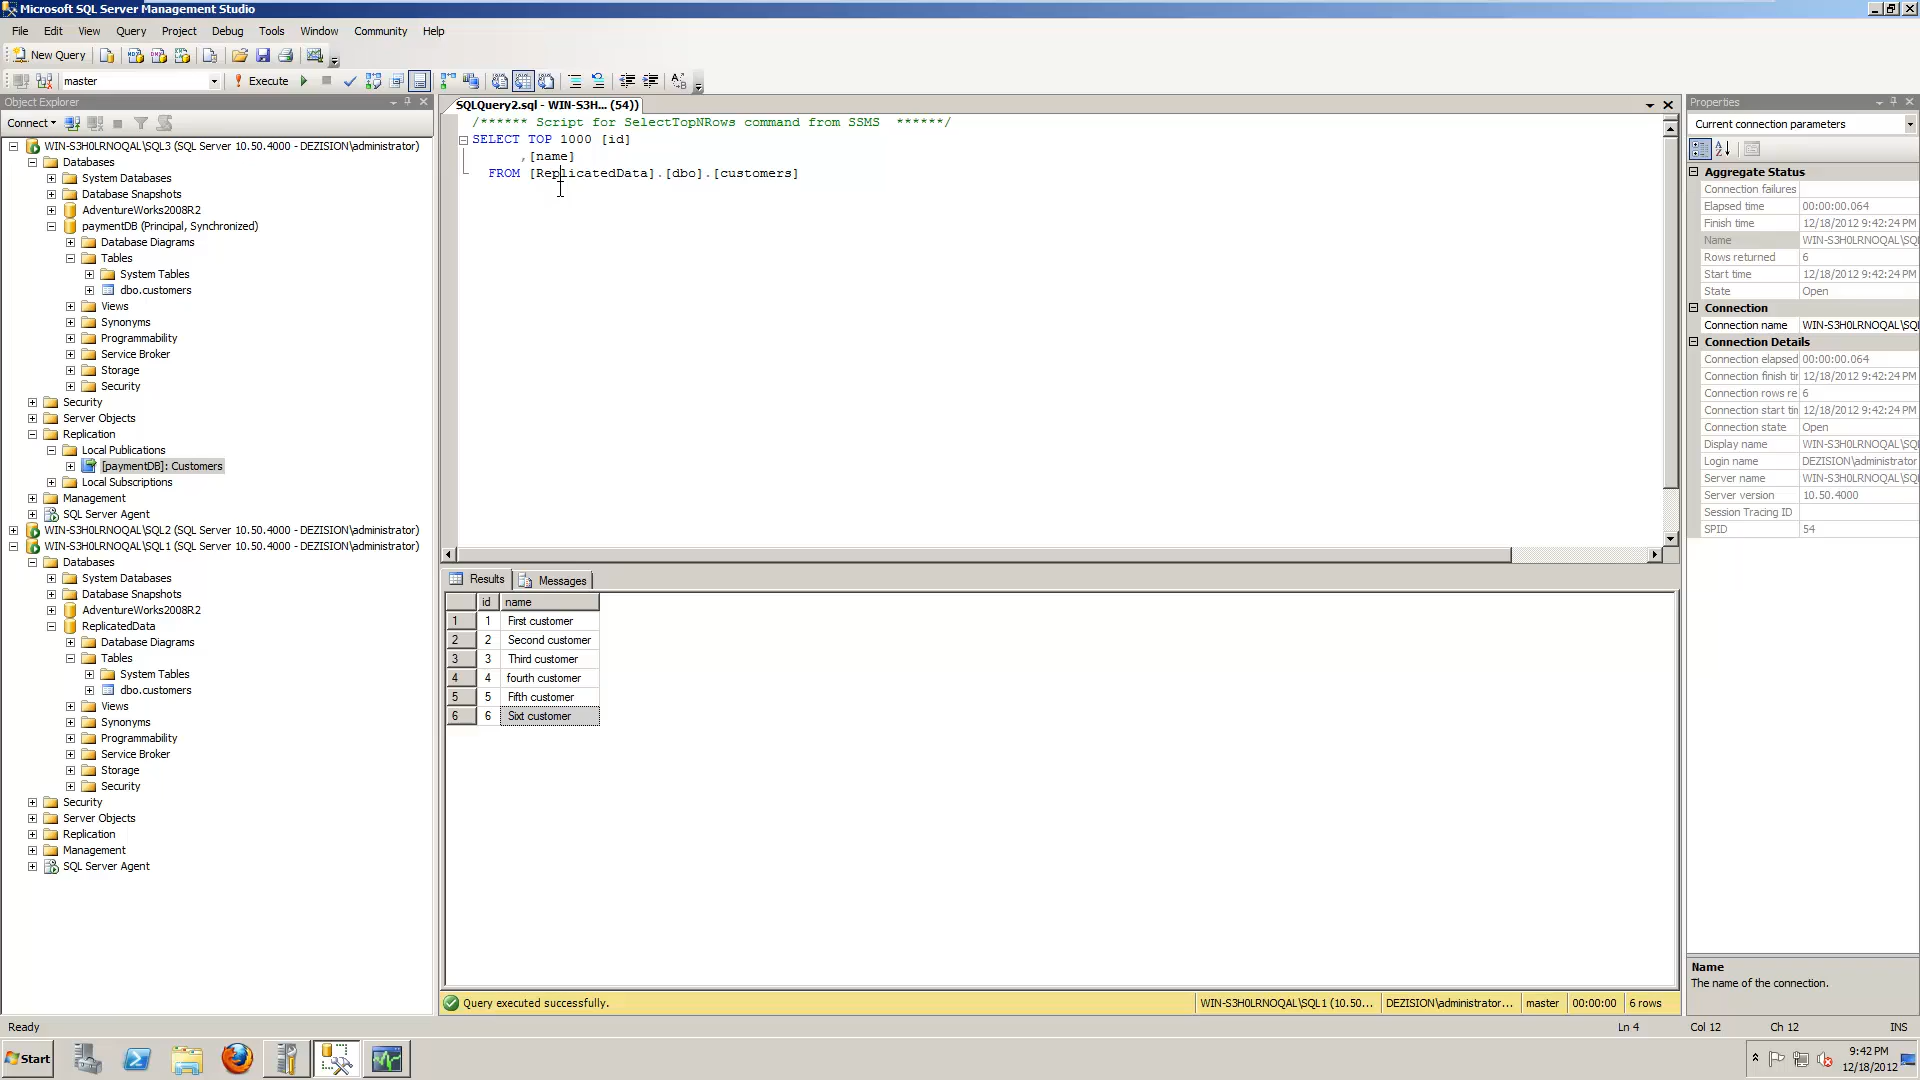 Microsoft SQL Server Management Studio
File Edit View Query Project Debug Tools Window Community Help
New Query
master Execute
Object Explorer
Connect
WIN-S3H0LRNOQAL\SQL3 (SQL Server 10.50.4000 - DEZISION\administrator)
Databases
System Databases
Database Snapshots
AdventureWorks2008R2
paymentDB (Principal, Synchronized)
Database Diagrams
Tables
System Tables
dbo.customers
Views
Synonyms
Programmability
Service Broker
Storage
Security
Security
Server Objects
Replication
Local Publications
[paymentDB]: Customers
Local Subscriptions
Management
SQL Server Agent
WIN-S3H0LRNOQAL\SQL2 (SQL Server 10.50.4000 - DEZISION\administrator)
WIN-S3H0LRNOQAL\SQL1 (SQL Server 10.50.4000 - DEZISION\administrator)
Databases
System Databases
Database Snapshots
AdventureWorks2008R2
ReplicatedData
Database Diagrams
Tables
System Tables
dbo.customers
Views
Synonyms
Programmability
Service Broker
Storage
Security
Security
Server Objects
Replication
Management
SQL Server Agent
SQLQuery2.sql - WIN-S3H... (54))
/****** Script for SelectTopNRows command from SSMS ******/
SELECT TOP 1000 [id]
,[name]
FROM [ReplicatedData].[dbo].[customers]
Results Messages
id name
1 1 First customer
2 2 Second customer
3 3 Third customer
4 4 fourth customer
5 5 Fifth customer
6 6 Sixt customer
Query executed successfully. WIN-S3H0LRNOQAL\SQL1 (10.50... DEZISION\administrator... master 00:00:00 6 rows
Properties
Current connection parameters
Aggregate Status
Connection failures
Elapsed time 00:00:00.064
Finish time 12/18/2012 9:42:24 PM
Name WIN-S3H0LRNOQAL\SQL
Rows returned 6
Start time 12/18/2012 9:42:24 PM
State Open
Connection
Connection name WIN-S3H0LRNOQAL\SQL
Connection Details
Connection elapsed 00:00:00.064
Connection finish tir 12/18/2012 9:42:24 PM
Connection rows re 6
Connection start tin 12/18/2012 9:42:24 PM
Connection state Open
Display name WIN-S3H0LRNOQAL\SQL
Login name DEZISION\administrator
Server name WIN-S3H0LRNOQAL\SQL
Server version 10.50.4000
Session Tracing ID
SPID 54
Name
The name of the connection.
Ready Ln 4 Col 12 Ch 12 INS
Start
9:42 PM
12/18/2012